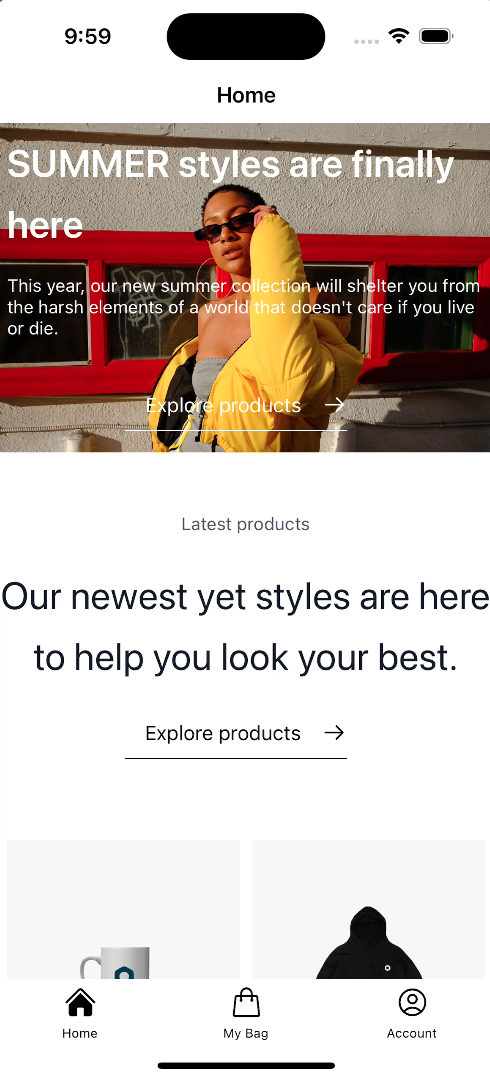 9:59
Home
SUMMER styles are finally
here
This year, our new summer collection will shelter you from
the harsh elements of a world that doesn't care if you live
or die.
Explore products
Latest products
Our newest yet styles are here
to help you look your best.
Explore products
Home
My Bag
Account